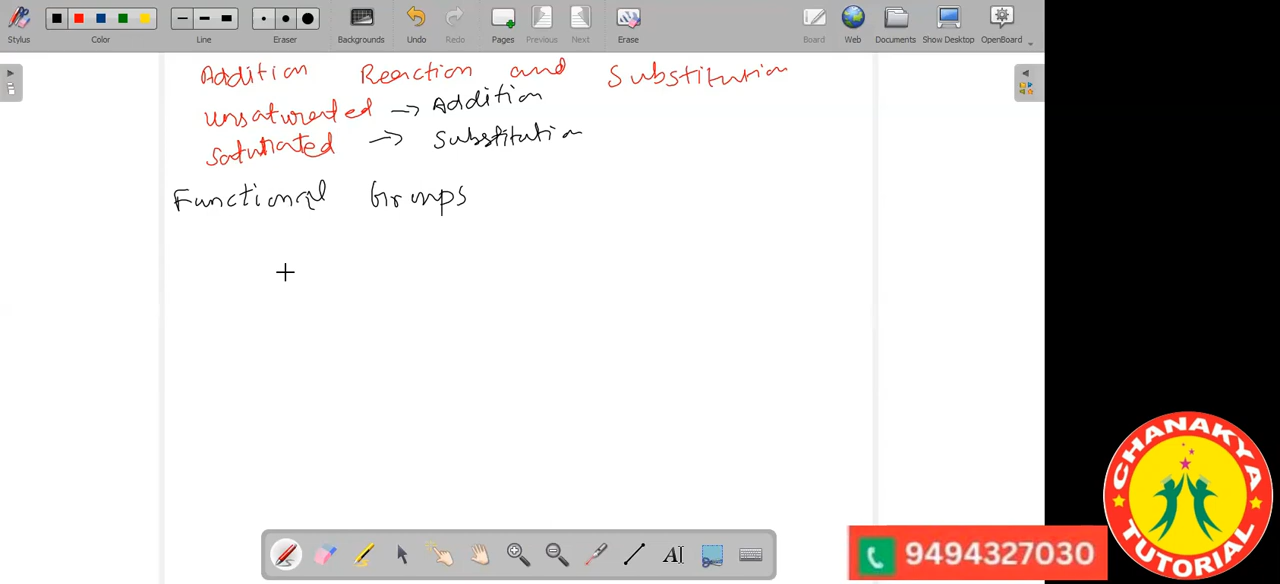 Stylus Color Line Eraser Backgrounds Undo Redo Pages Previous Next Erase Board Web Documents Show Desktop OpenBoard
Addition Reaction and Substitution
unsaturated → Addition
saturated → Substitution
Functional Groups
CHANAKYA
TUTORIAL
9494327030